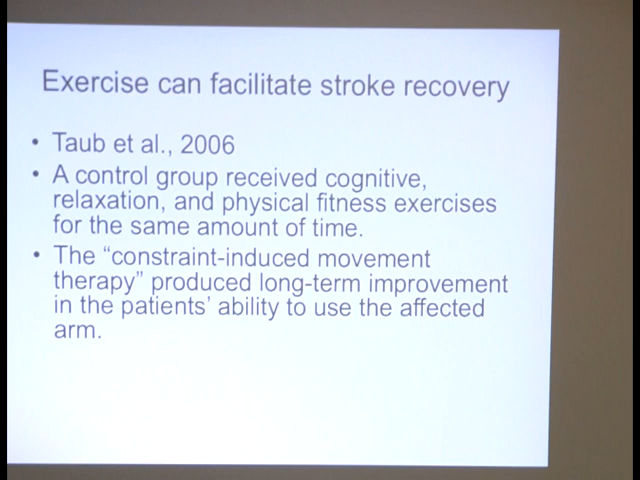 Exercise can facilitate stroke recovery
• Taub et al., 2006
• A control group received cognitive,
relaxation, and physical fitness exercises
for the same amount of time.
• The “constraint-induced movement
therapy” produced long-term improvement
in the patients’ ability to use the affected
arm.